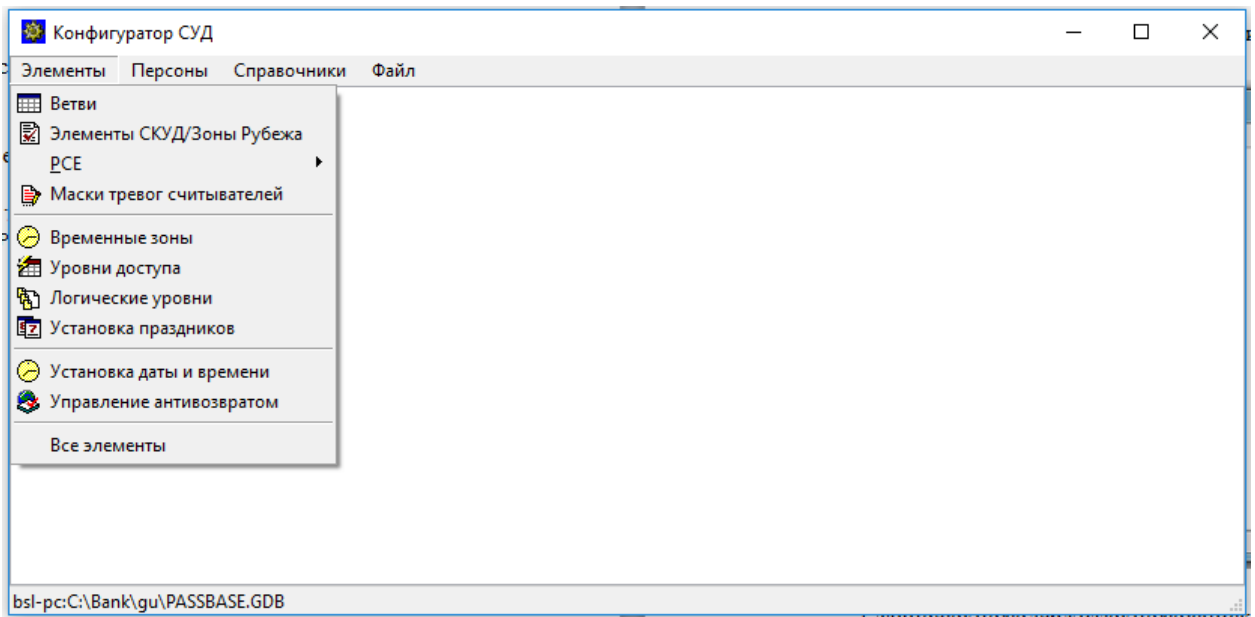 Конфигуратор СУД
Элементы Персоны Справочники Файл
Ветви
Элементы СКУД/Зоны Рубежа
РСЕ
Маски тревог считывателей
Временные зоны
Уровни доступа
Логические уровни
Установка праздников
Установка даты и времени
Управление антивозвратом
Все элементы
bsl-pc:C:\Bank\gu\PASSBASE.GDB